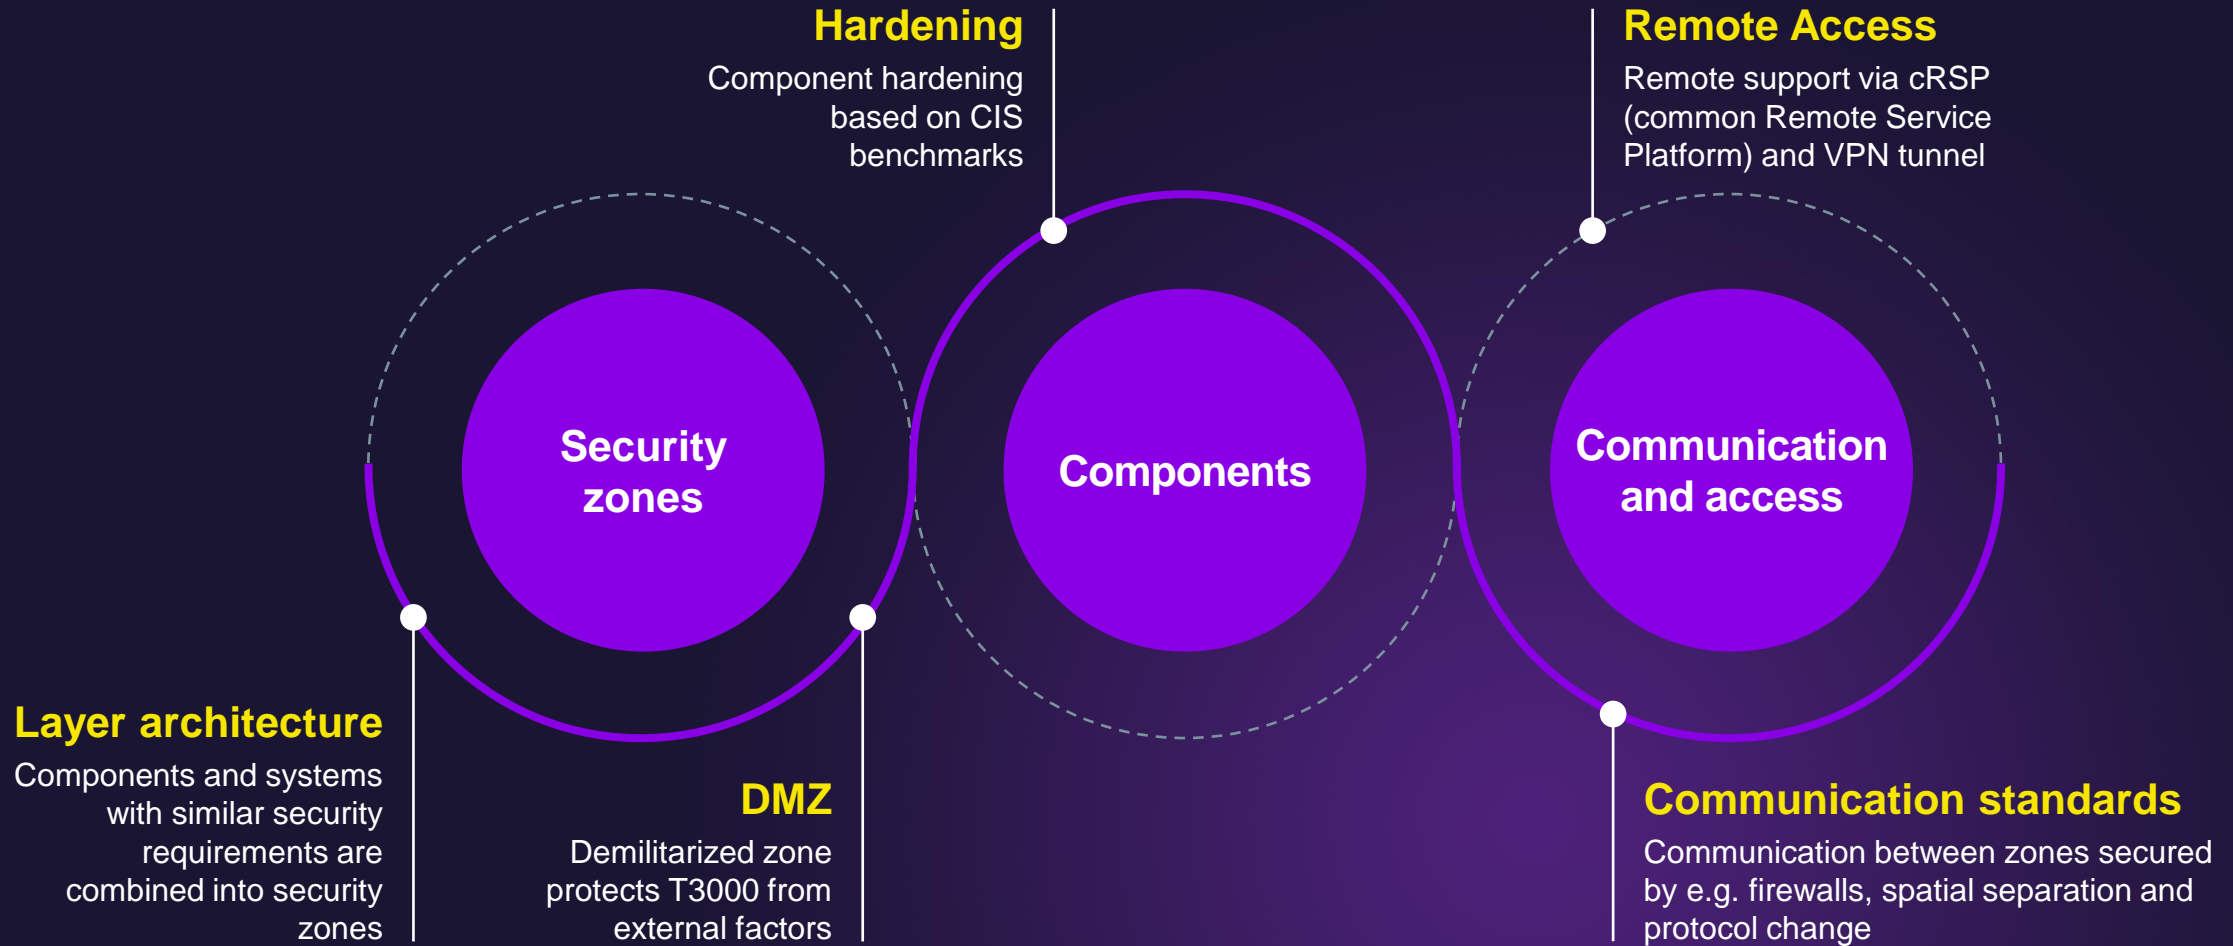 Hardening
Component hardening
based on CIS
benchmarks
Remote Access
Remote support via cRSP
(common Remote Service
Platform) and VPN tunnel
Security
zones
Components
Communication
and access
Layer architecture
Components and systems
with similar security
requirements are
combined into security
zones
DMZ
Demilitarized zone
protects T3000 from
external factors
Communication standards
Communication between zones secured
by e.g. firewalls, spatial separation and
protocol change